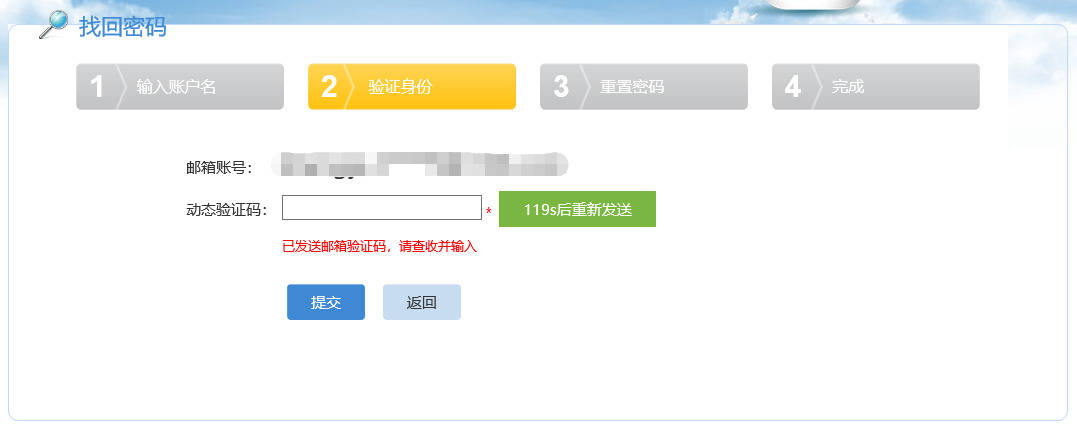 找回密码
1 输入账户名 2 验证身份 3 重置密码 4 完成
邮箱账号：
动态验证码： * 119s后重新发送
已发送邮箱验证码，请查收并输入
提交 返回